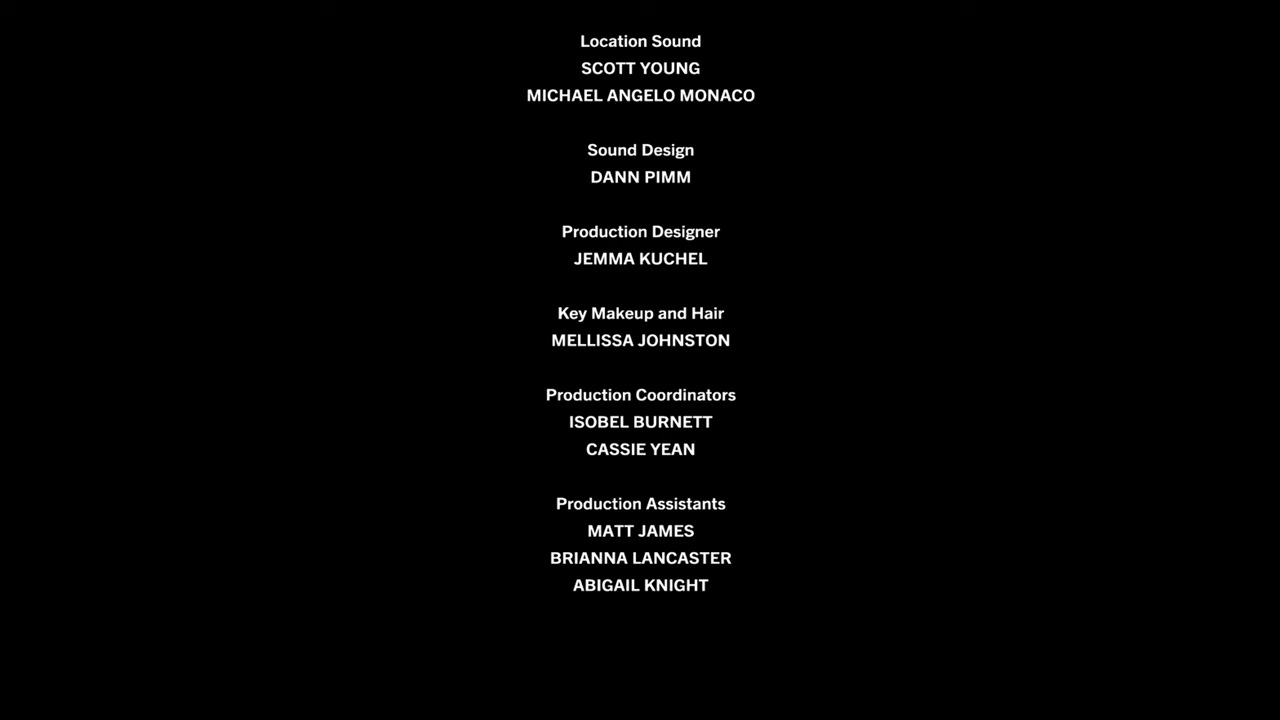 Location Sound
SCOTT YOUNG
MICHAEL ANGELO MONACO
Sound Design
DANN PIMM
Production Designer
JEMMA KUCHEL
Key Makeup and Hair
MELLISSA JOHNSTON
Production Coordinators
ISOBEL BURNETT
CASSIE YEAN
Production Assistants
MATT JAMES
BRIANNA LANCASTER
ABIGAIL KNIGHT